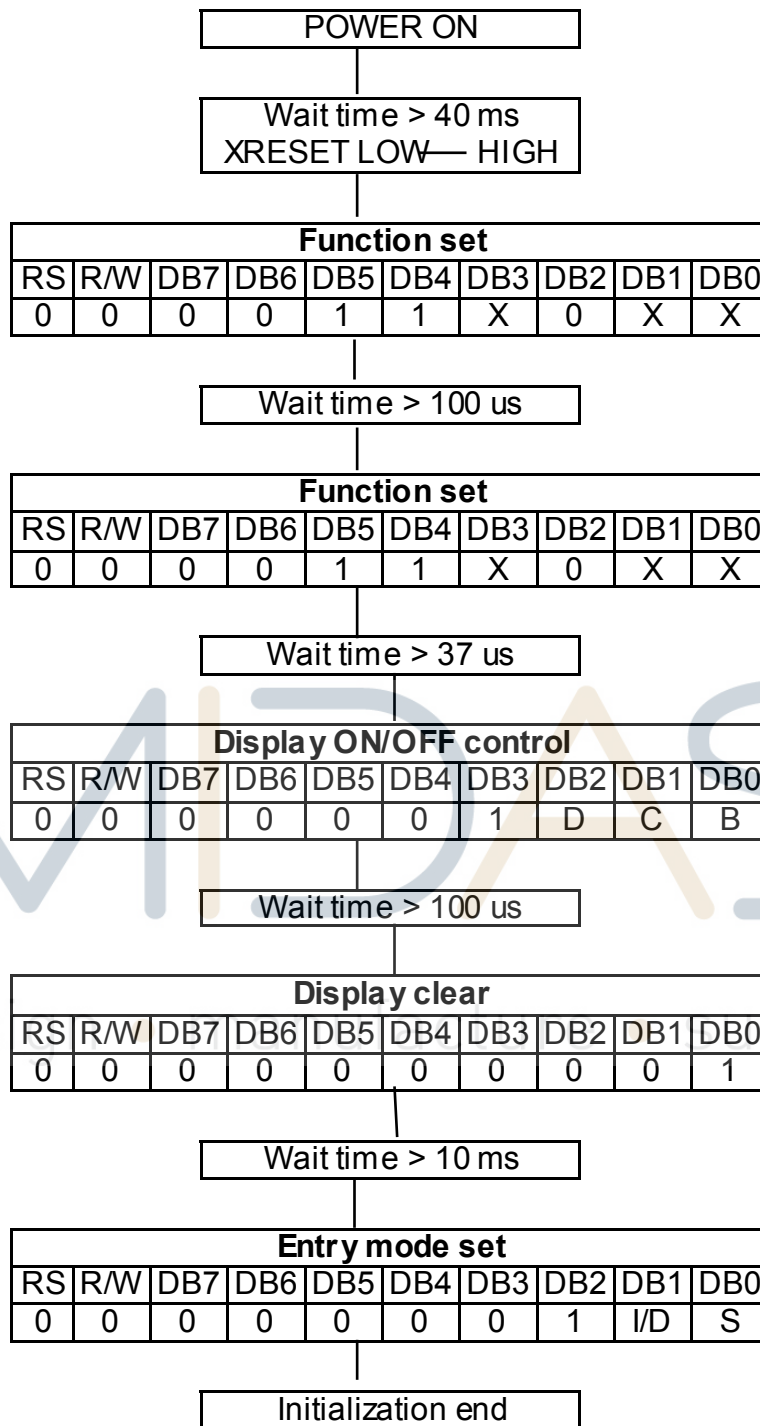 POWER ON
Wait time > 40 ms
XRESET LOW — HIGH
Function set
RS R/W DB7 DB6 DB5 DB4 DB3 DB2 DB1 DB0
0 0 0 0 1 1 X 0 X X
Wait time > 100 us
Function set
RS R/W DB7 DB6 DB5 DB4 DB3 DB2 DB1 DB0
0 0 0 0 1 1 X 0 X X
Wait time > 37 us
Display ON/OFF control
RS R/W DB7 DB6 DB5 DB4 DB3 DB2 DB1 DB0
0 0 0 0 0 0 1 D C B
Wait time > 100 us
MIDAS
Display clear
RS R/W DB7 DB6 DB5 DB4 DB3 DB2 DB1 DB0
manufacture
0 0 0 0 0 0 0 0 0 1
Wait time > 10 ms
Entry mode set
RS R/W DB7 DB6 DB5 DB4 DB3 DB2 DB1 DB0
0 0 0 0 0 0 0 1 I/D S
Initialization end